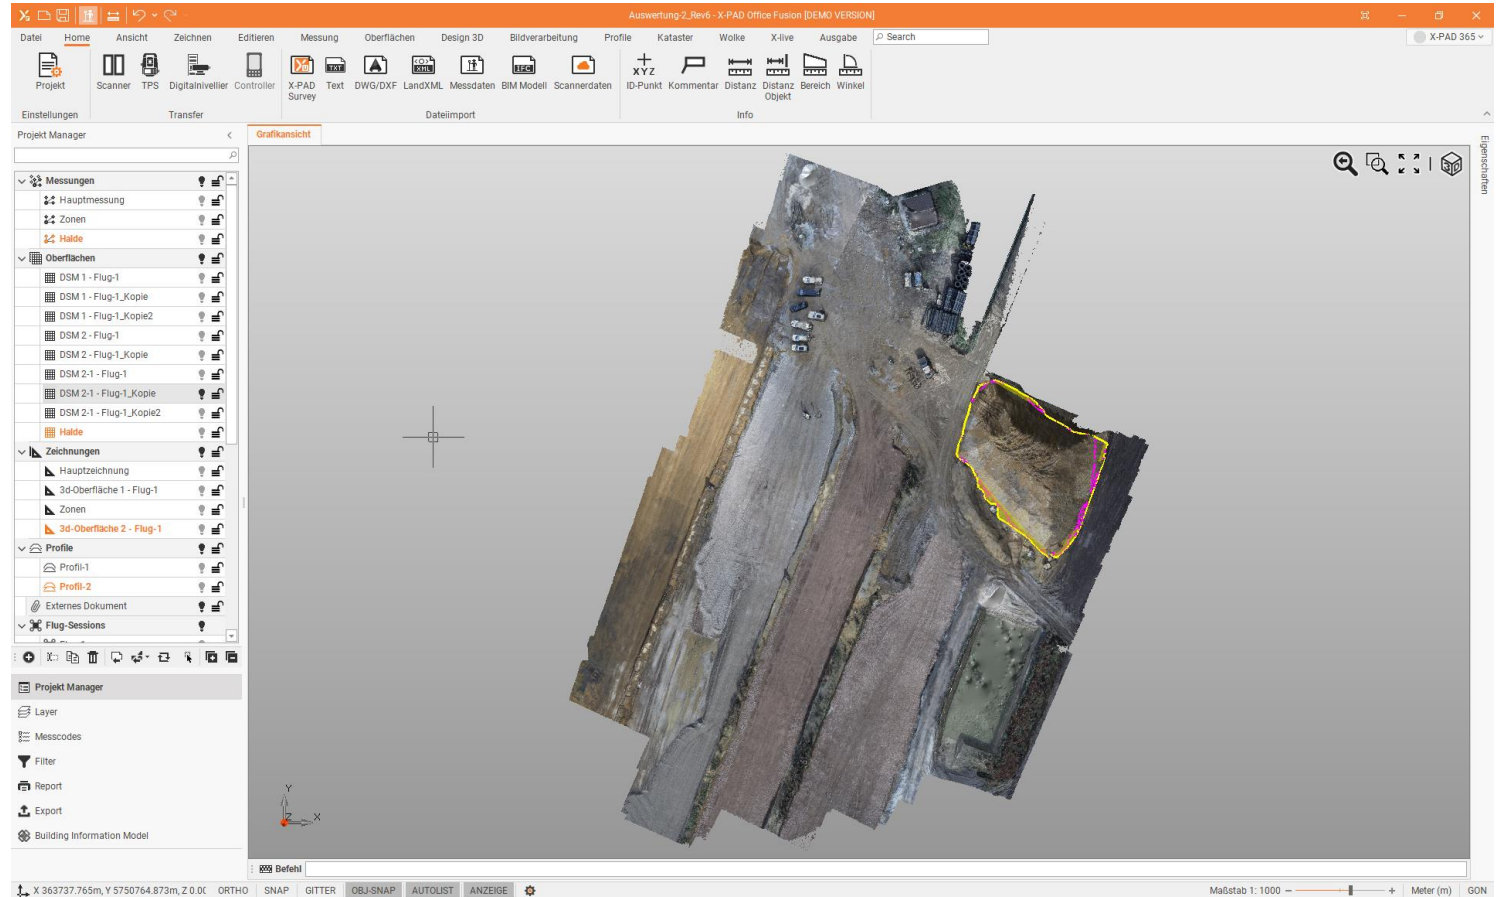 Auswertung-2_Rev6 - X-PAD Office Fusion [DEMO VERSION]
Datei Home Ansicht Zeichnen Editieren Messung Oberflächen Design 3D Bildverarbeitung Profile Kataster Wolke X-live Ausgabe Search X-PAD 365
Projekt Scanner TPS Digitalnivellier Controller X-PAD Survey Text DWG/DXF LandXML Messdaten BIM Modell Scannerdaten ID-Punkt Kommentar Distanz Distanz Objekt Bereich Winkel
Einstellungen Transfer Dateiimport Info
Projekt Manager
Grafikansicht
Eigenschaften
Messungen
Hauptmessung
Zonen
Halde
Oberflächen
DSM 1 - Flug-1
DSM 1 - Flug-1_Kopie
DSM 1 - Flug-1_Kopie2
DSM 2 - Flug-1
DSM 2 - Flug-1_Kopie
DSM 2-1 - Flug-1
DSM 2-1 - Flug-1_Kopie
DSM 2-1 - Flug-1_Kopie2
Halde
Zeichnungen
Hauptzeichnung
3d-Oberfläche 1 - Flug-1
Zonen
3d-Oberfläche 2 - Flug-1
Profile
Profil-1
Profil-2
Externes Dokument
Flug-Sessions
Projekt Manager
Layer
Messcodes
Filter
Report
Export
Building Information Model
Y
Z X
Befehl
X 363737.765m, Y 5750764.873m, Z 0.0 ORTHO SNAP GITTER OBJ-SNAP AUTOLIST ANZEIGE Maßstab 1: 1000 − + Meter (m) GON